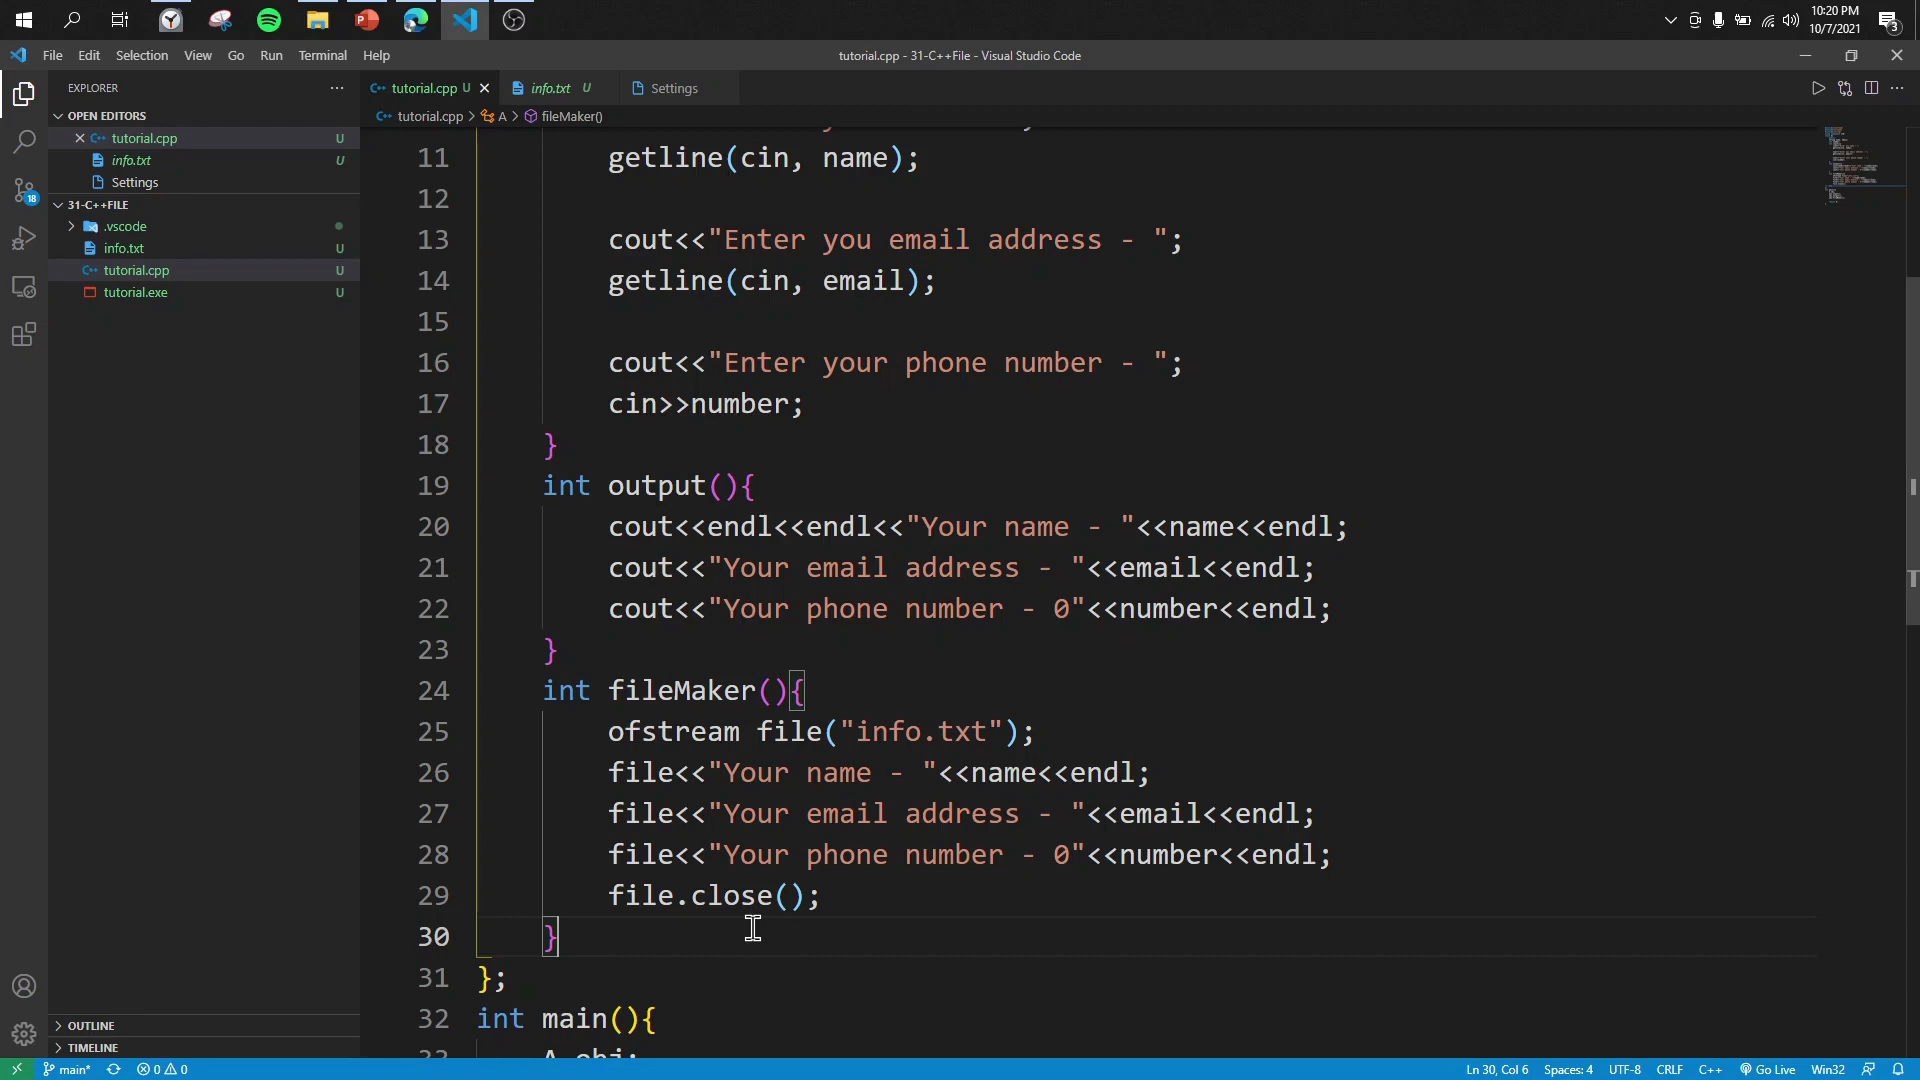 10:20 PM
10/7/2021
3
File Edit Selection View Go Run Terminal Help
tutorial.cpp - 31-C++File - Visual Studio Code
EXPLORER
tutorial.cpp U
info.txt U
Settings
OPEN EDITORS
tutorial.cpp > A > fileMaker()
tutorial.cpp U
info.txt U
Settings
18
31-C++FILE
.vscode
info.txt U
tutorial.cpp U
tutorial.exe U
11 getline(cin, name);
12
13 cout<<"Enter you email address - ";
14 getline(cin, email);
15
16 cout<<"Enter your phone number - ";
17 cin>>number;
18 }
19 int output(){
20 cout<<endl<<endl<<"Your name - "<<name<<endl;
21 cout<<"Your email address - "<<email<<endl;
22 cout<<"Your phone number - 0"<<number<<endl;
23 }
24 int fileMaker(){
25 ofstream file("info.txt");
26 file<<"Your name - "<<name<<endl;
27 file<<"Your email address - "<<email<<endl;
28 file<<"Your phone number - 0"<<number<<endl;
29 file.close();
30 }
31 };
32 int main(){
OUTLINE
TIMELINE
main* 0 0
Ln 30, Col 6 Spaces: 4 UTF-8 CRLF C++ Go Live Win32